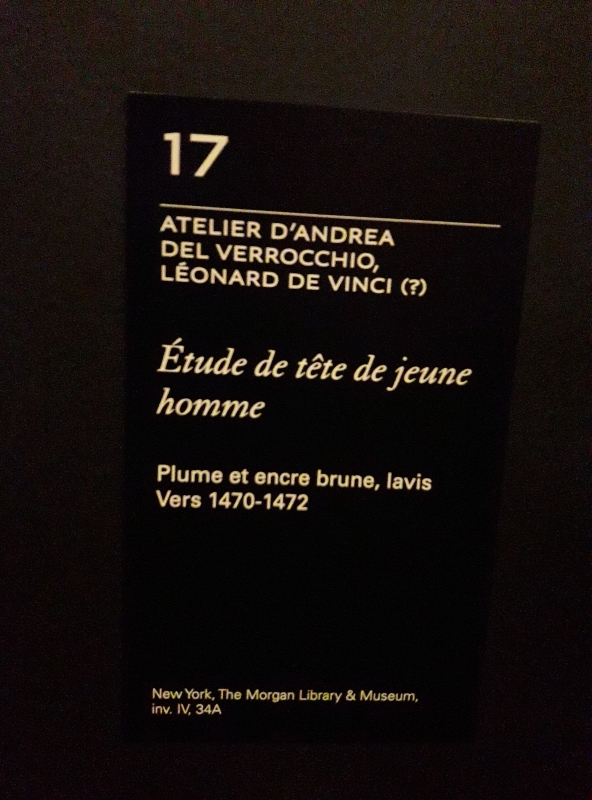 17
ATELIER D'ANDREA
DEL VERROCCHIO,
LÉONARD DE VINCI (?)
Étude de tête de jeune
homme
Plume et encre brune, lavis
Vers 1470-1472
New York, The Morgan Library & Museum,
inv. IV, 34A